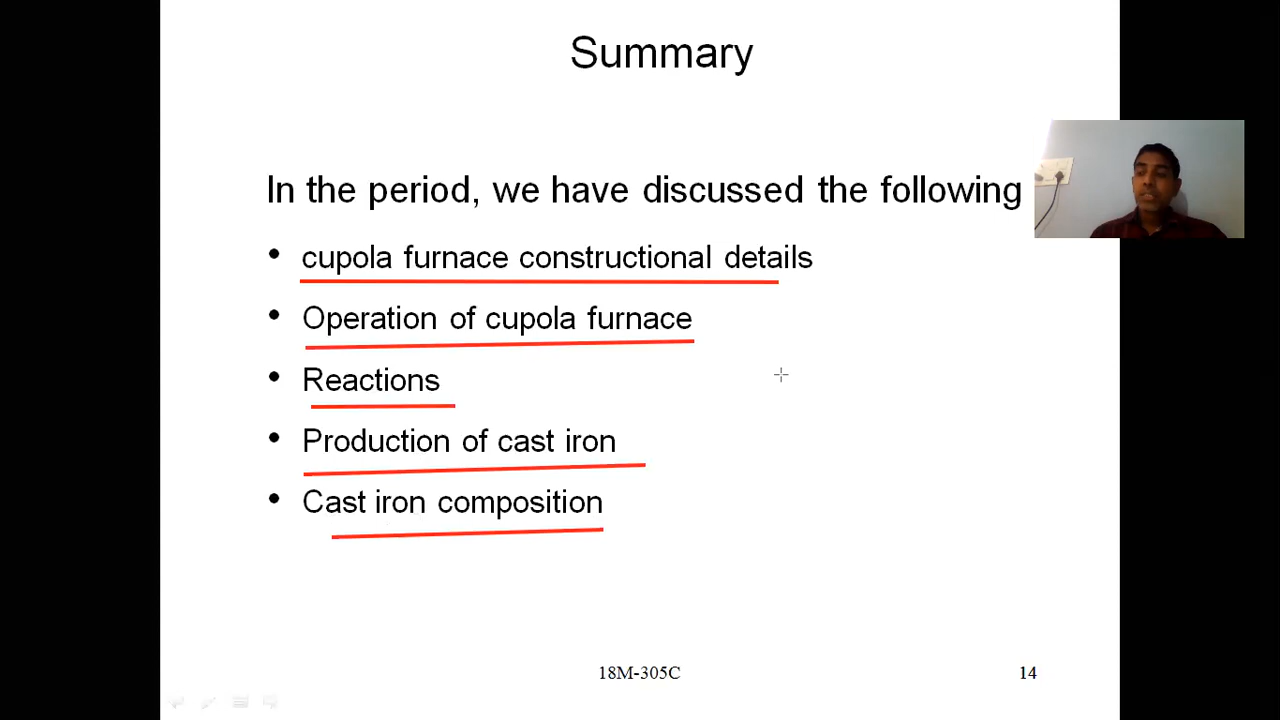 Summary
In the period, we have discussed the following
• cupola furnace constructional details
• Operation of cupola furnace
• Reactions
• Production of cast iron
• Cast iron composition
18M-305C
14